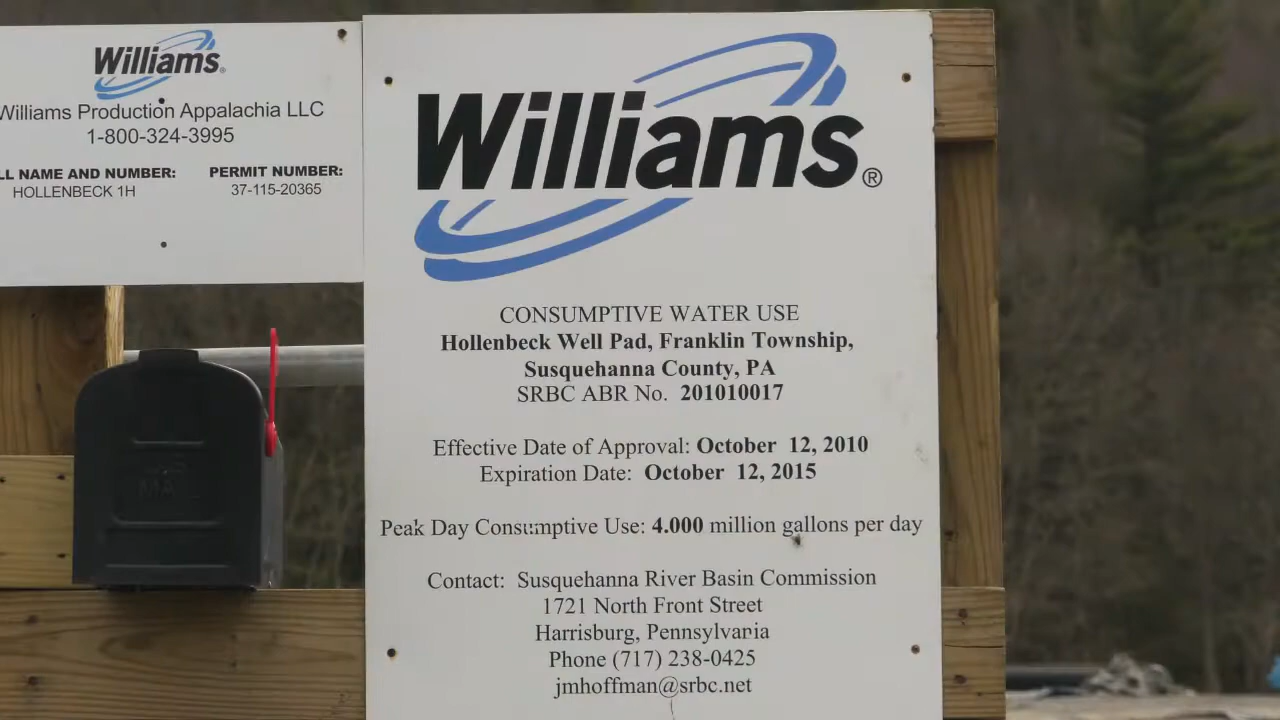 Williams®
Williams Production Appalachia LLC
1-800-324-3995
LL NAME AND NUMBER: PERMIT NUMBER:
HOLLENBECK 1H 37-115-20365
Williams®
CONSUMPTIVE WATER USE
Hollenbeck Well Pad, Franklin Township,
Susquehanna County, PA
SRBC ABR No. 201010017
Effective Date of Approval: October 12, 2010
Expiration Date: October 12, 2015
Peak Day Consumptive Use: 4.000 million gallons per day
Contact: Susquehanna River Basin Commission
1721 North Front Street
Harrisburg, Pennsylvania
Phone (717) 238-0425
jmhoffman@srbc.net